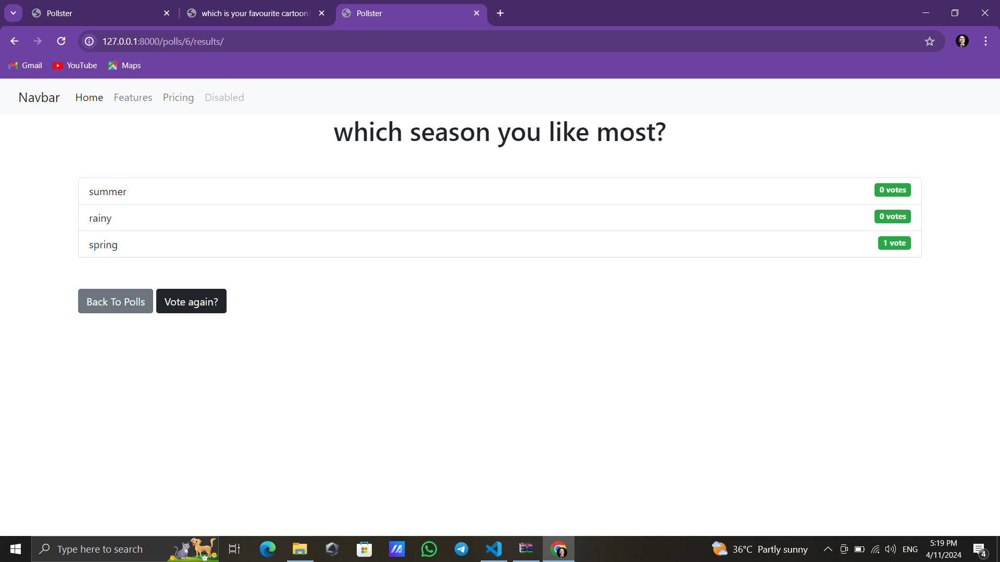 Pollster
which is your favourite cartoon?
Pollster
127.0.0.1:8000/polls/6/results/
Gmail YouTube Maps
Navbar Home Features Pricing Disabled
which season you like most?
summer 0 votes
rainy 0 votes
spring 1 vote
Back To Polls Vote again?
Type here to search
36°C Partly sunny
ENG
5:19 PM
4/11/2024
4